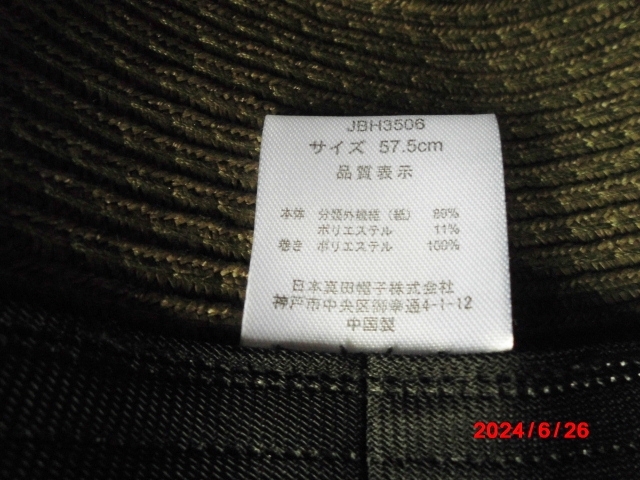 JBH3506
サイズ 57.5cm
品質表示
本体 分類外繊維（紙） 89%
ポリエステル 11%
巻き ポリエステル 100%
日本真田帽子株式会社
神戸市中央区御幸通4-1-12
中国製
2024/6/26